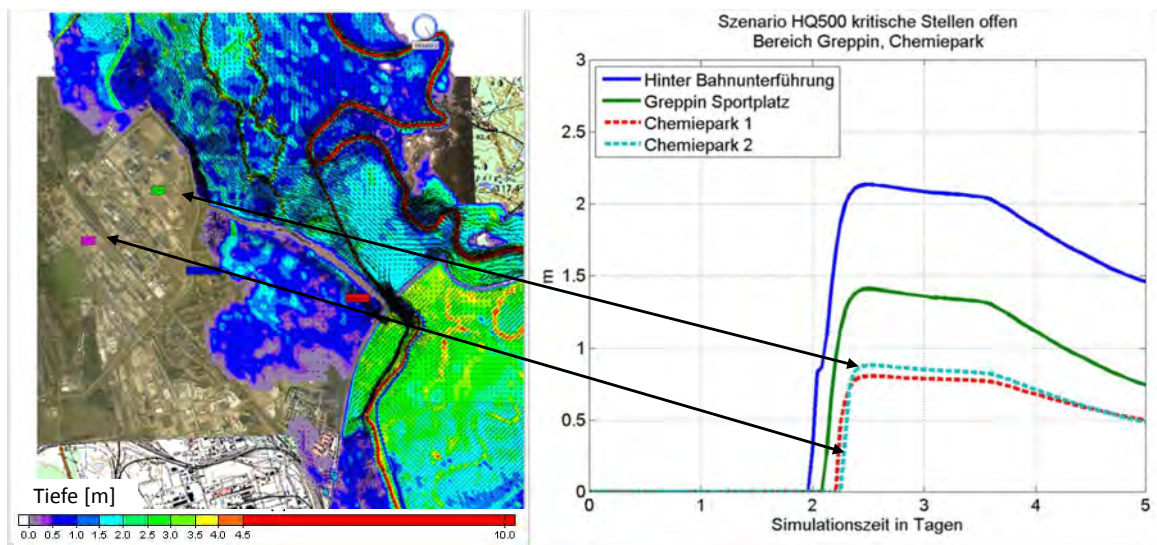 Tiefe [m]
0.0 0.5 1.0 1.5 2.0 2.5 3.0 3.5 4.0 4.5 10.0
Szenario HQ500 kritische Stellen offen
Bereich Greppin, Chemiepark
3
2.5
2
1.5
1
0.5
0
m
Hinter Bahnunterführung
Greppin Sportplatz
Chemiepark 1
Chemiepark 2
0 1 2 3 4 5
Simulationszeit in Tagen